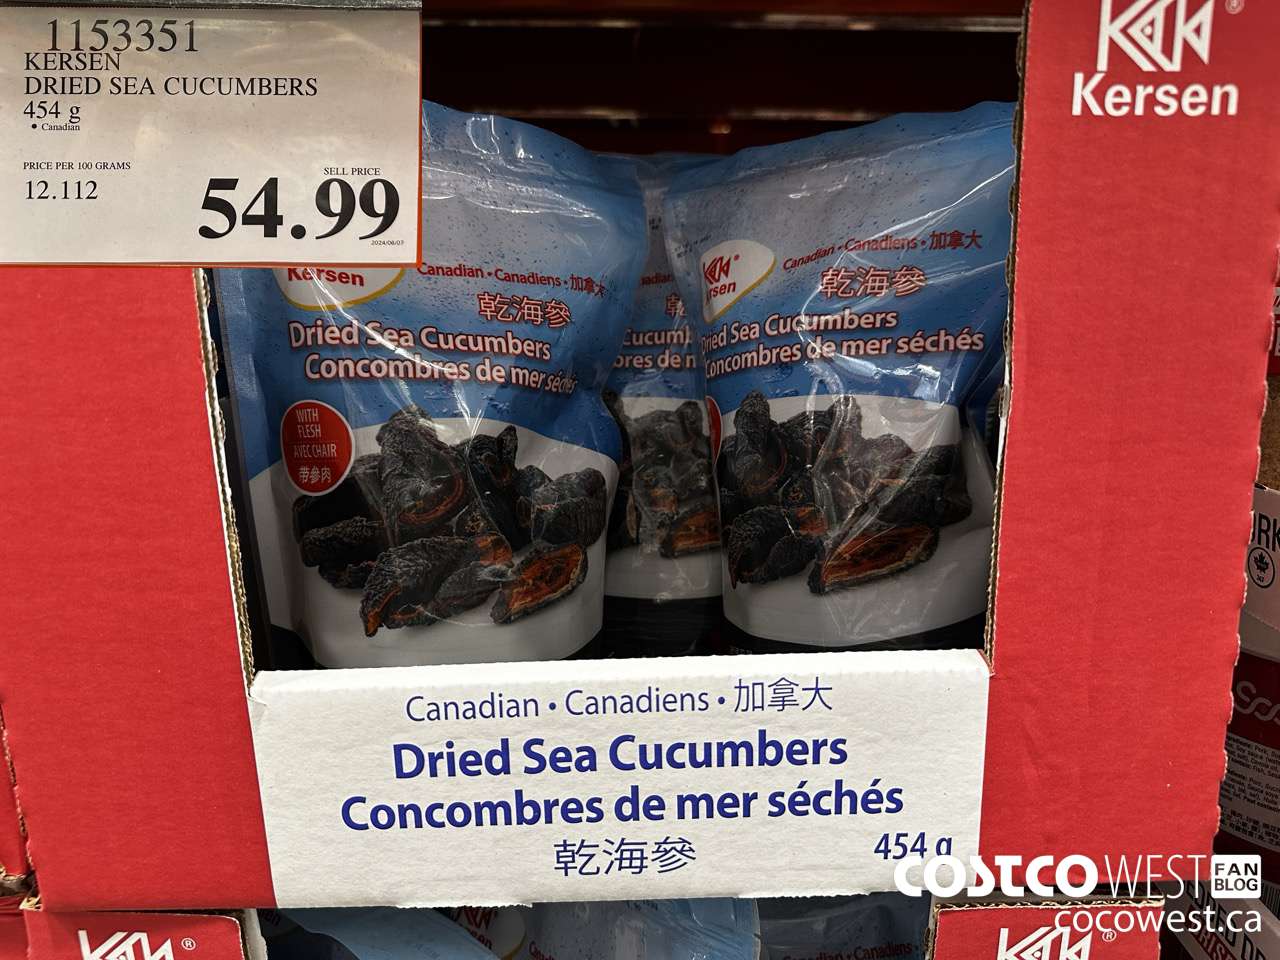 1153351
KERSEN
DRIED SEA CUCUMBERS
454 g
• Canadian
PRICE PER 100 GRAMS
12.112
SELL PRICE
54.99
2024/06/07
Kersen
Kersen
Canadian • Canadiens • 加拿大
乾海參
Dried Sea Cucumbers
Concombres de mer séchés
WITH
FLESH
AVEC CHAIR
带參肉
Canadian • Canadiens • 加拿大
乾海參
Dried Sea Cucumbers
Concombres de mer séchés
Canadian • Canadiens • 加拿大
Dried Sea Cucumbers
Concombres de mer séchés
乾海參
454 g
COSTCO WEST FAN BLOG
cocowest.ca